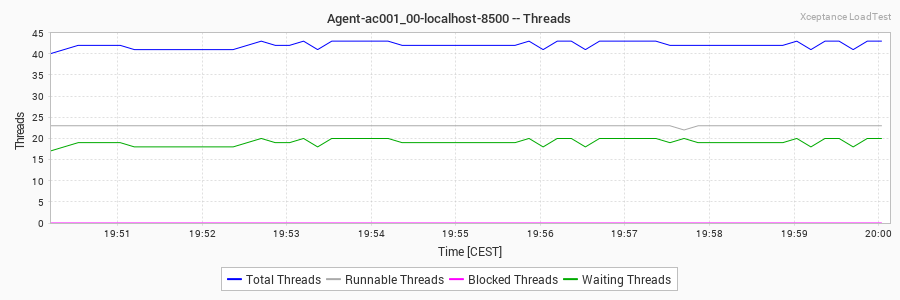 Agent-ac001_00-localhost-8500 -- Threads
Xceptance LoadTest
Threads
45
40
35
30
25
20
15
10
5
0
19:51 19:52 19:53 19:54 19:55 19:56 19:57 19:58 19:59 20:00
Time [CEST]
Total Threads Runnable Threads Blocked Threads Waiting Threads